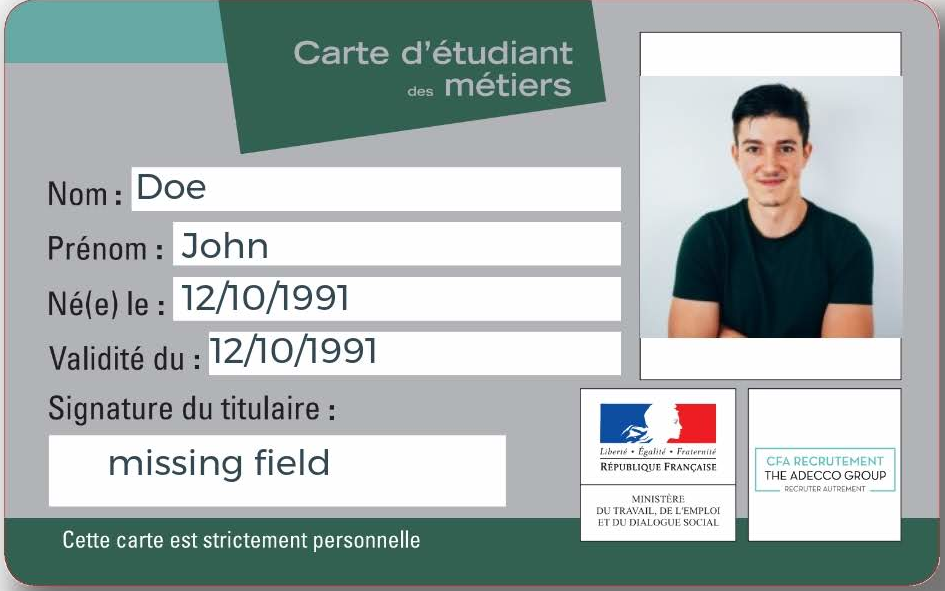 Carte d'étudiant
des métiers
Nom : Doe
Prénom : John
Né(e) le : 12/10/1991
Validité du : 12/10/1991
Signature du titulaire :
missing field
Cette carte est strictement personnelle
Liberté • Égalité • Fraternité
RÉPUBLIQUE FRANÇAISE
MINISTÈRE
DU TRAVAIL, DE L'EMPLOI
ET DU DIALOGUE SOCIAL
CFA RECRUTEMENT
THE ADECCO GROUP
RECRUTER AUTREMENT